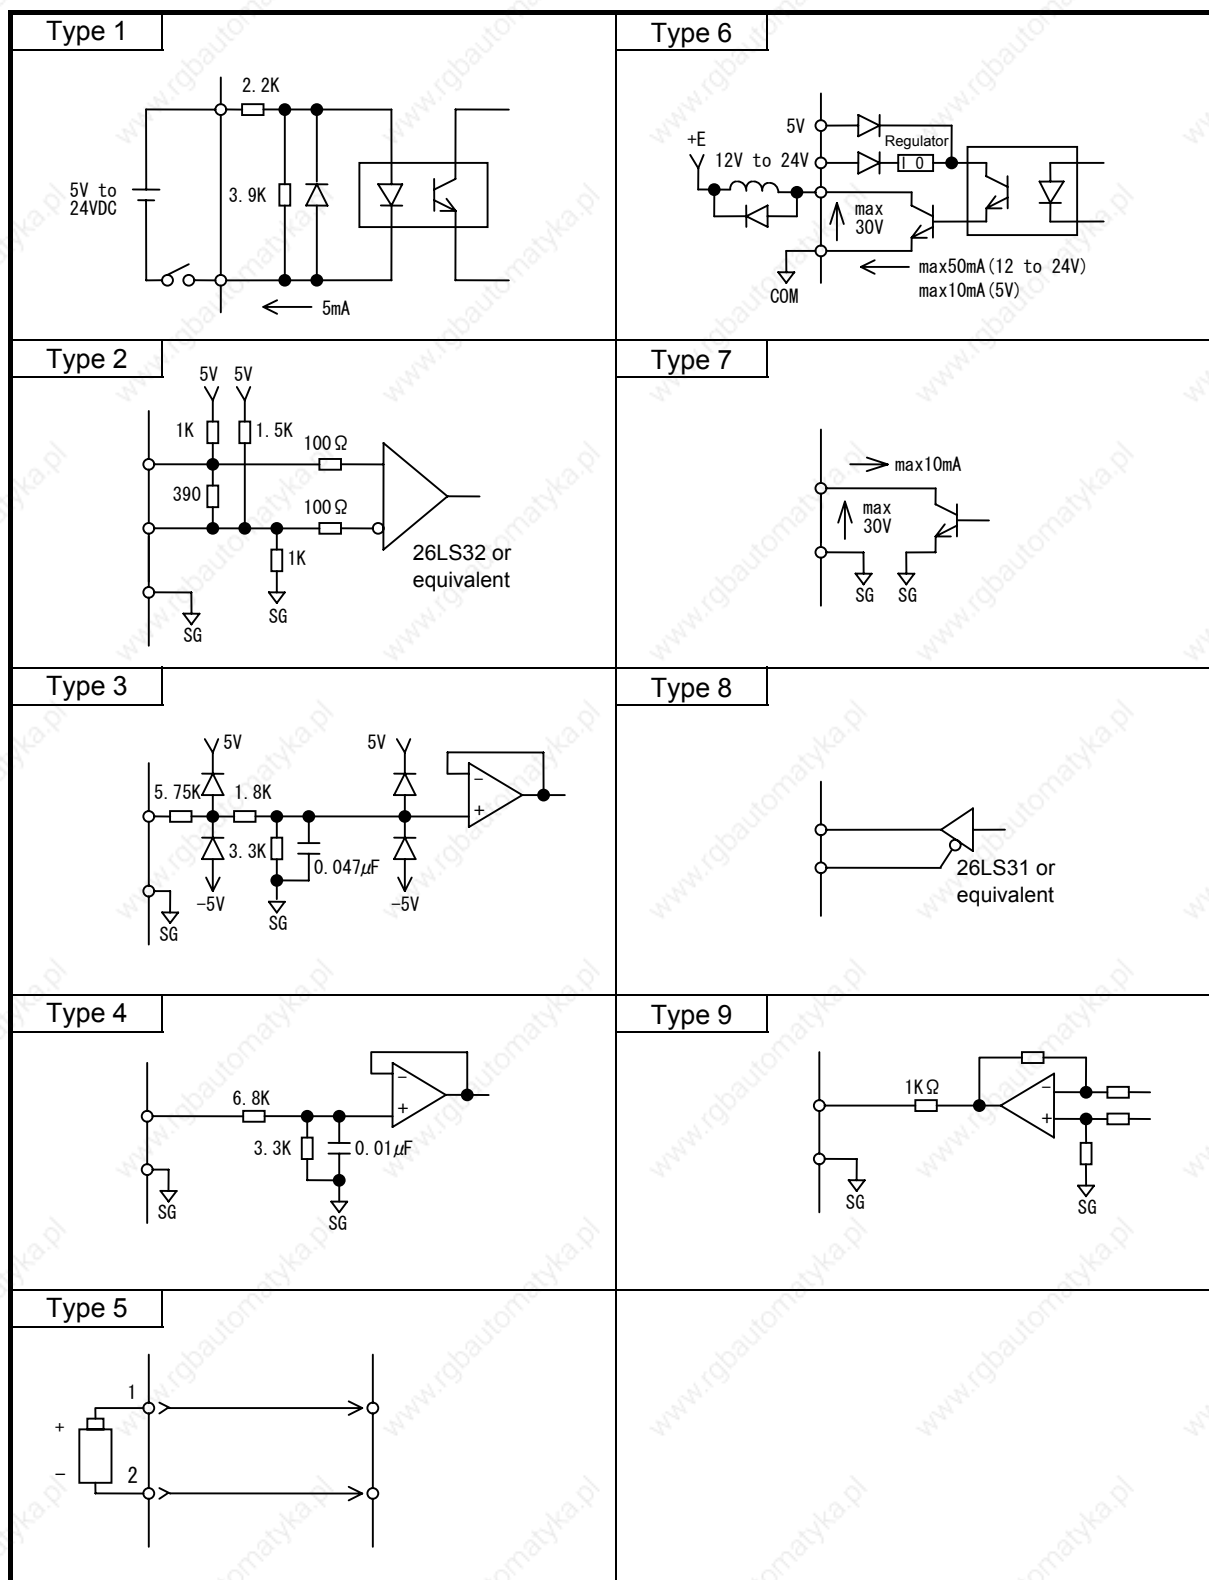 Type 1
2.2K
5V to
24VDC
3.9K
5mA
Type 6
5V
+E
12V to 24V
Regulator
I O
max
30V
max50mA(12 to 24V)
max10mA(5V)
COM
Type 2
5V 5V
1K
1.5K
100Ω
390
100Ω
1K
26LS32 or
equivalent
SG
SG
Type 7
max10mA
max
30V
SG SG
Type 3
5V
5V
5.75K
1.8K
3.3K
0.047μF
-5V
-5V
SG
SG
-
+
Type 8
26LS31 or
equivalent
Type 4
6.8K
3.3K
0.01μF
SG
SG
-
+
Type 9
1KΩ
-
+
SG
SG
Type 5
1
+
-
2
www.rgbautomatyka.pl